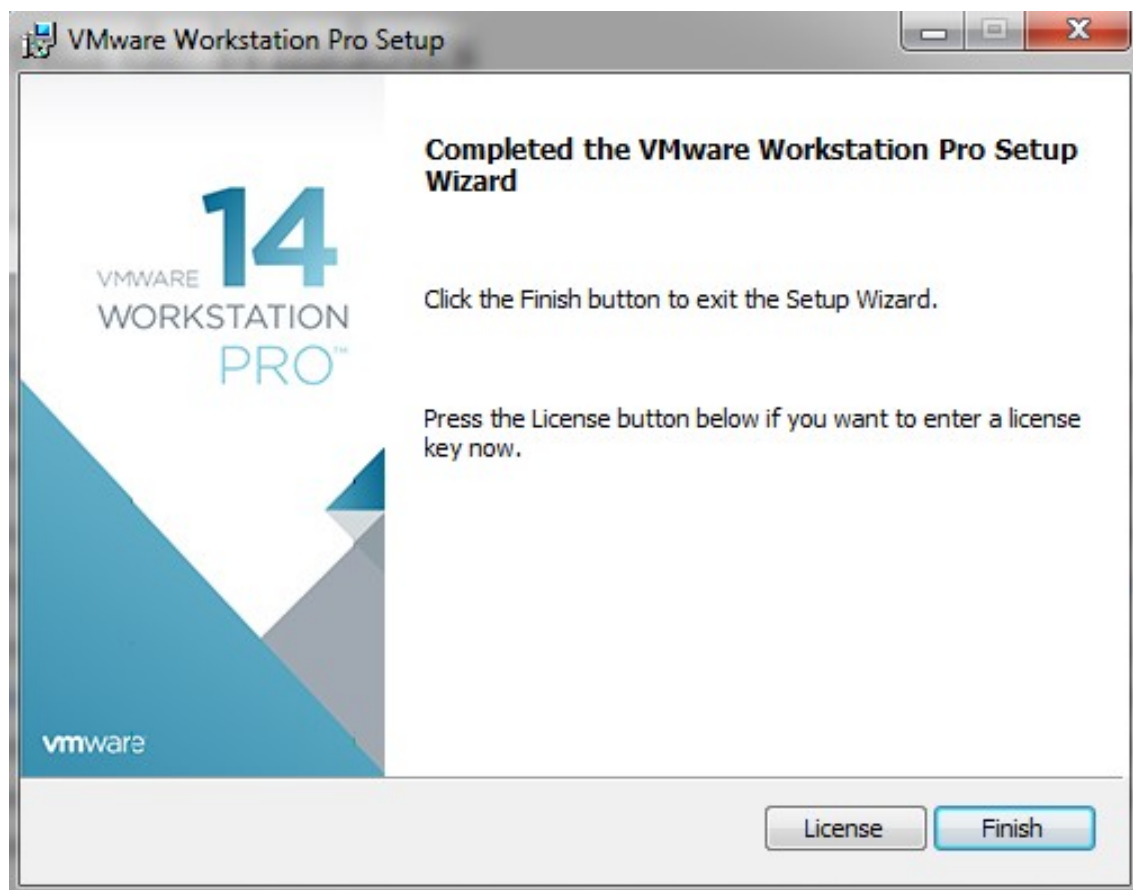 VMware Workstation Pro Setup
Completed the VMware Workstation Pro Setup
Wizard
14
VMWARE
WORKSTATION
PRO™
Click the Finish button to exit the Setup Wizard.
Press the License button below if you want to enter a license
key now.
vmware
License
Finish